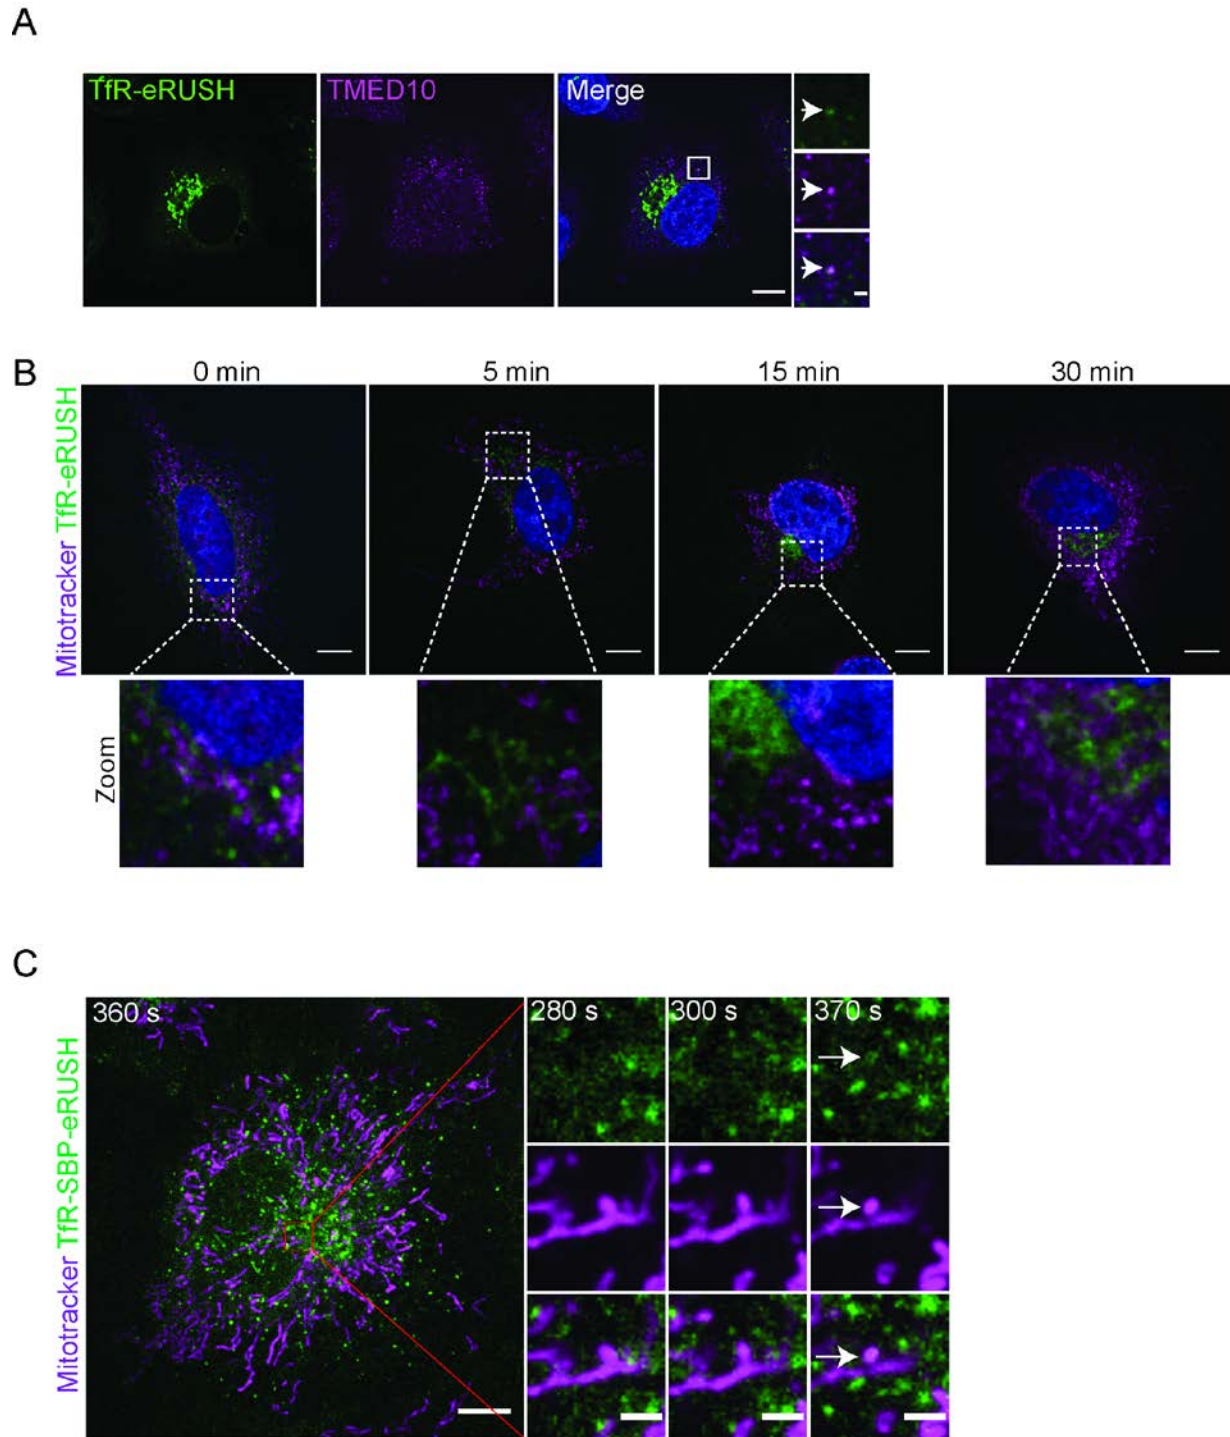 A
TfR-eRUSH TMED10 Merge
B
0 min 5 min 15 min 30 min
Mitotracker TfR-eRUSH
Zoom
C
360 s 280 s 300 s 370 s
Mitotracker TfR-SBP-eRUSH